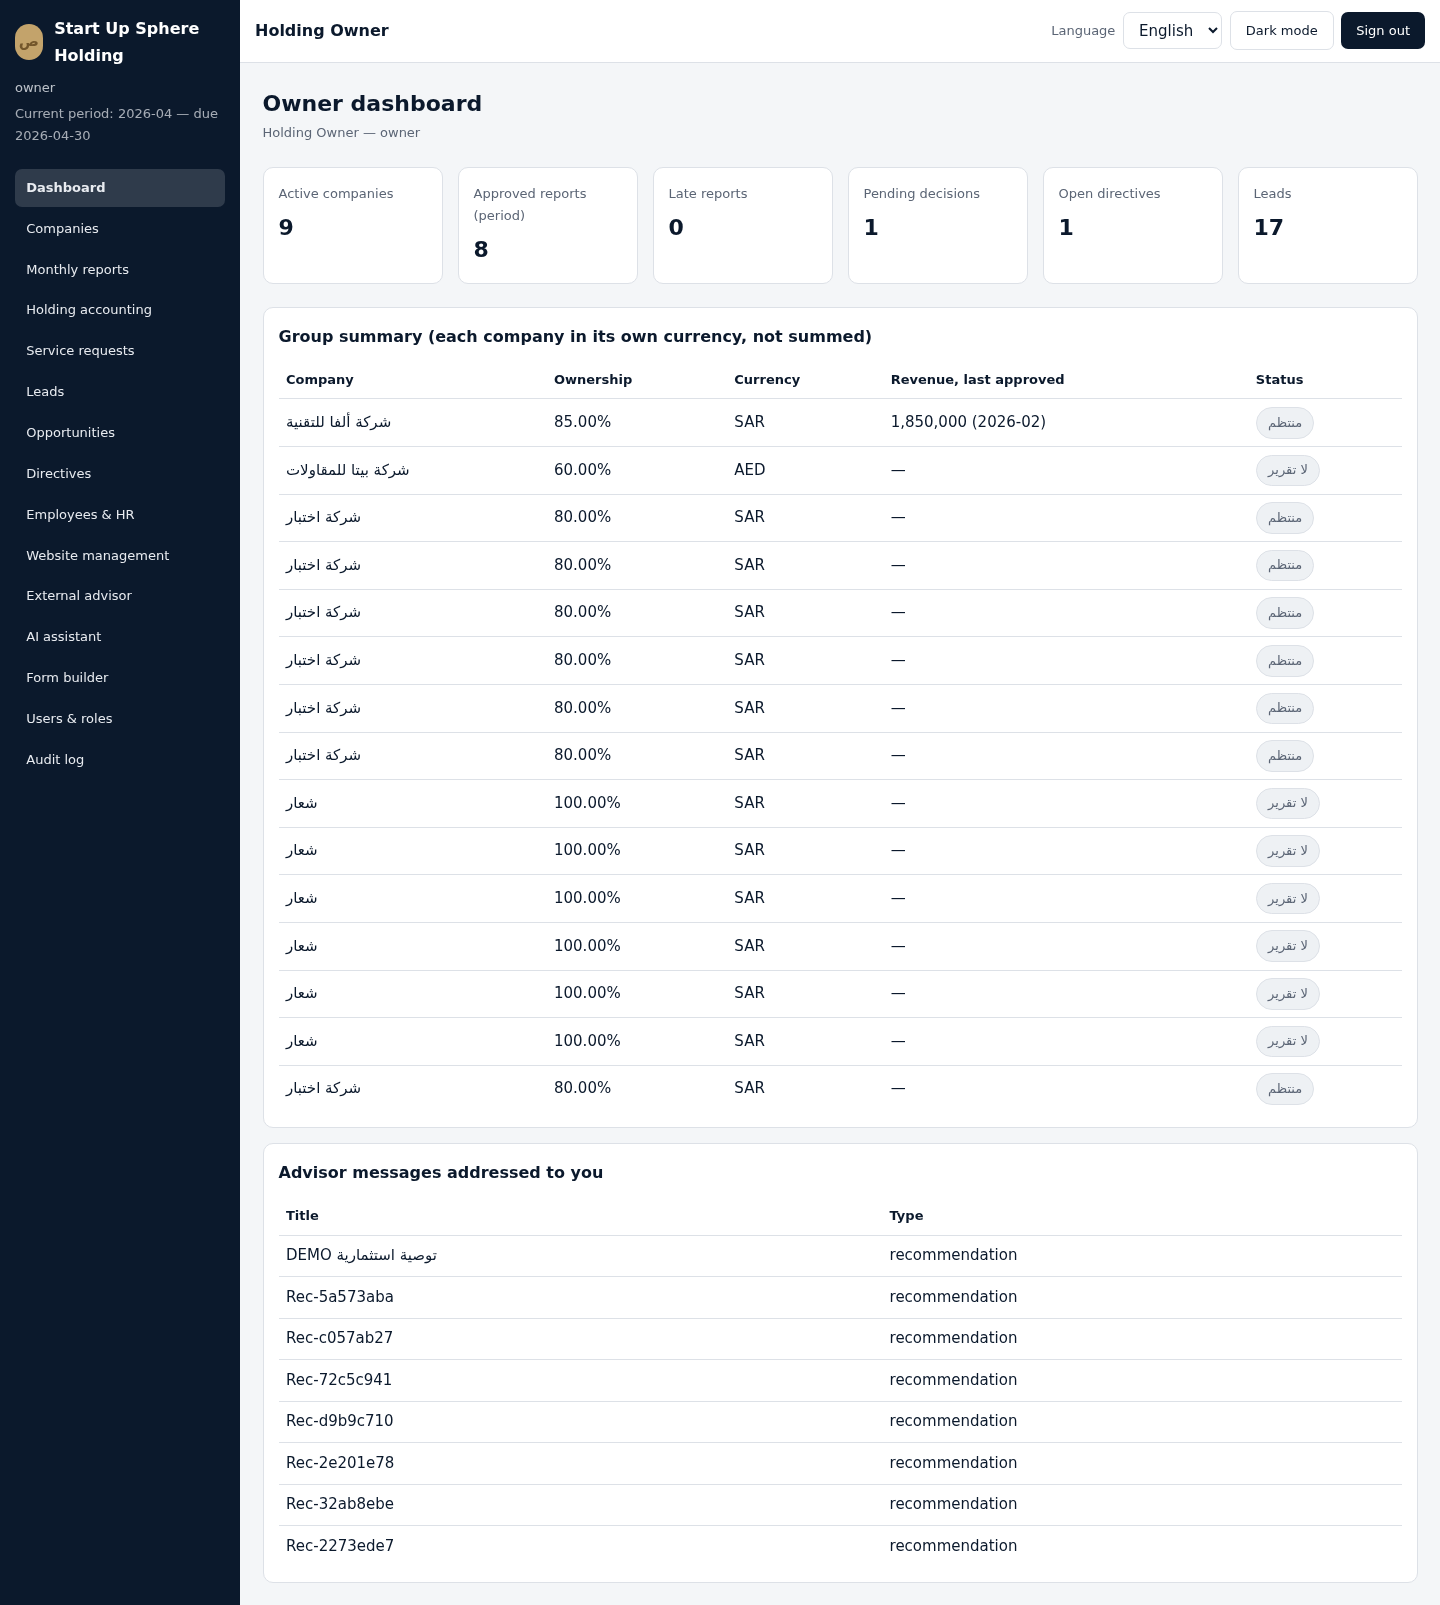 ص
Start Up Sphere
Holding
owner
Current period: 2026-04 — due
2026-04-30
Dashboard
Companies
Monthly reports
Holding accounting
Service requests
Leads
Opportunities
Directives
Employees & HR
Website management
External advisor
AI assistant
Form builder
Users & roles
Audit log
Holding Owner
Language English Dark mode Sign out
Owner dashboard
Holding Owner — owner
Active companies
9
Approved reports
(period)
8
Late reports
0
Pending decisions
1
Open directives
1
Leads
17
Group summary (each company in its own currency, not summed)
Company Ownership Currency Revenue, last approved Status
شركة ألفا للتقنية 85.00% SAR 1,850,000 (2026-02) منتظم
شركة بيتا للمقاولات 60.00% AED — لا تقرير
شركة اختبار 80.00% SAR — منتظم
شركة اختبار 80.00% SAR — منتظم
شركة اختبار 80.00% SAR — منتظم
شركة اختبار 80.00% SAR — منتظم
شركة اختبار 80.00% SAR — منتظم
شركة اختبار 80.00% SAR — منتظم
شعار 100.00% SAR — لا تقرير
شعار 100.00% SAR — لا تقرير
شعار 100.00% SAR — لا تقرير
شعار 100.00% SAR — لا تقرير
شعار 100.00% SAR — لا تقرير
شعار 100.00% SAR — لا تقرير
شركة اختبار 80.00% SAR — منتظم
Advisor messages addressed to you
Title Type
DEMO توصية استثمارية recommendation
Rec-5a573aba recommendation
Rec-c057ab27 recommendation
Rec-72c5c941 recommendation
Rec-d9b9c710 recommendation
Rec-2e201e78 recommendation
Rec-32ab8ebe recommendation
Rec-2273ede7 recommendation